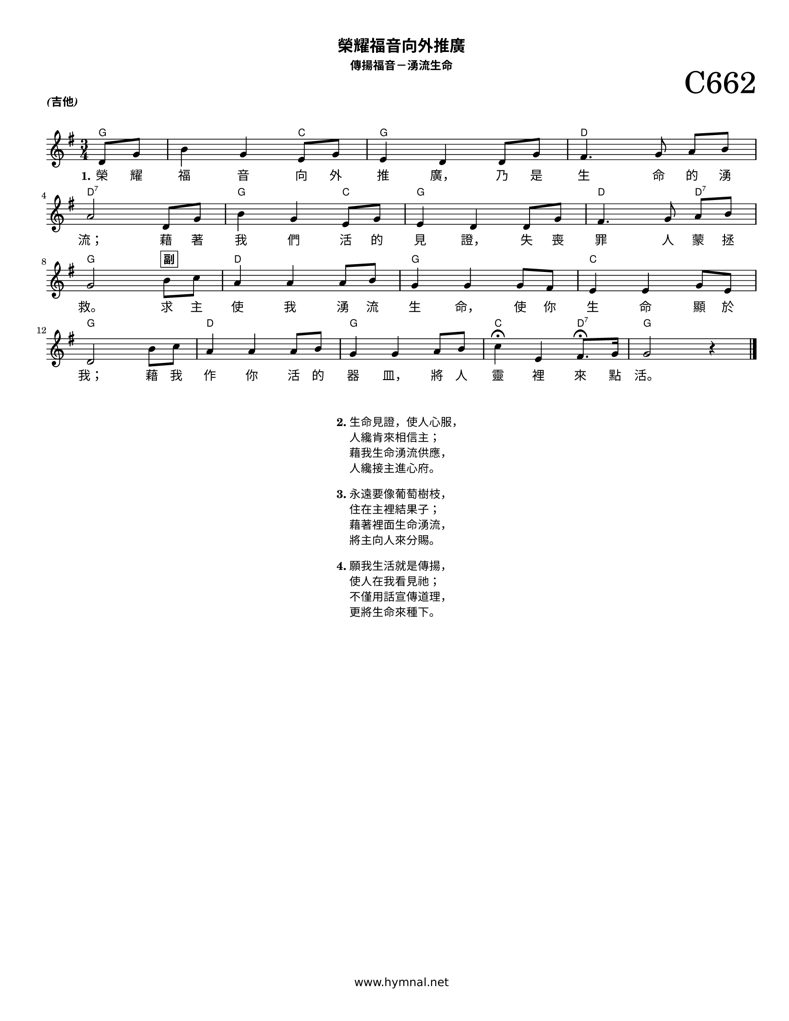 榮耀福音向外推廣
傳揚福音－湧流生命
C662
(吉他)
G C G D
1. 榮 耀 福 音 向 外 推 廣， 乃 是 生 命 的 湧
4 D7 G C G D D7
流； 藉 著 我 們 活 的 見 證， 失 喪 罪 人 蒙 拯
8 G 副 D G C
救。 求 主 使 我 湧 流 生 命， 使 你 生 命 顯 於
12 G D G C D7 G
我； 藉 我 作 你 活 的 器 皿， 將 人 靈 裡 來 點 活。
2. 生命見證，使人心服，
人纔肯來相信主；
藉我生命湧流供應，
人纔接主進心府。
3. 永遠要像葡萄樹枝，
住在主裡結果子；
藉著裡面生命湧流，
將主向人來分賜。
4. 願我生活就是傳揚，
使人在我看見祂；
不僅用話宣傳道理，
更將生命來種下。
www.hymnal.net